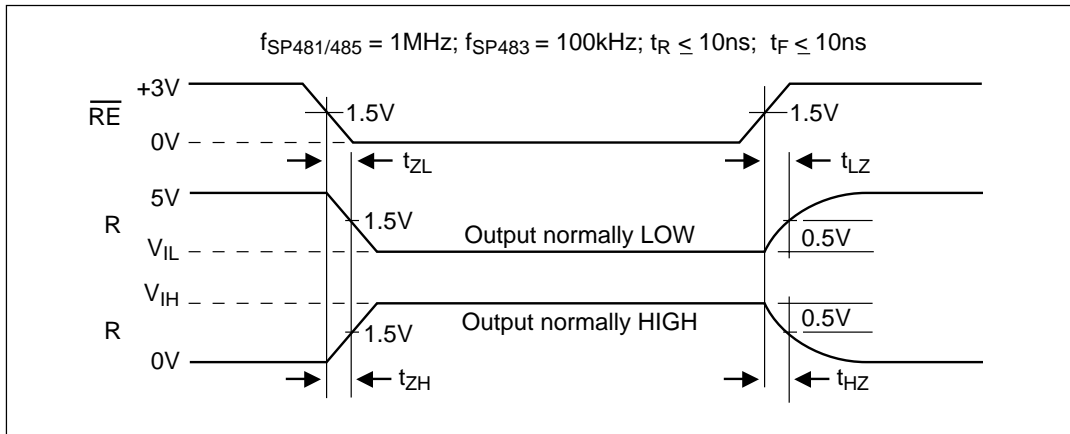 fSP481/485 = 1MHz; fSP483 = 100kHz; tR ≤ 10ns; tF ≤ 10ns
+3V
RE
1.5V
1.5V
0V
tZL
tLZ
5V
R
1.5V
Output normally LOW
0.5V
VIL
VIH
R
1.5V
Output normally HIGH
0.5V
0V
tZH
tHZ